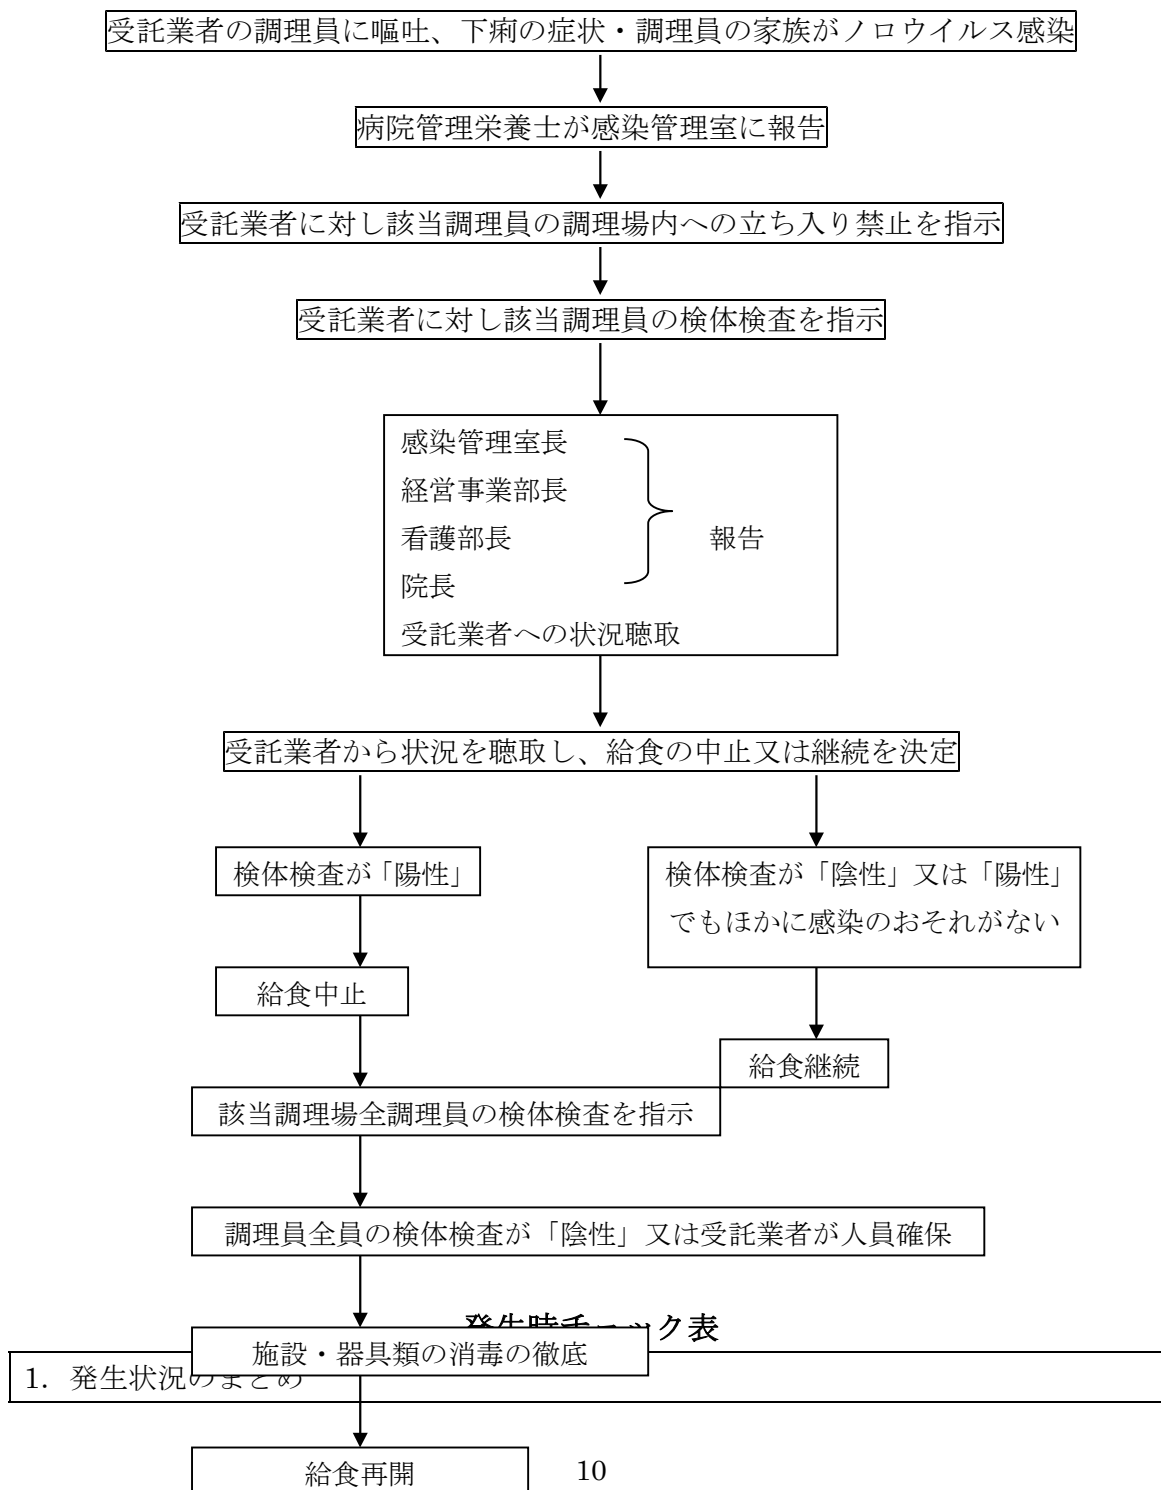 受託業者の調理員に嘔吐、下痢の症状・調理員の家族がノロウイルス感染
病院管理栄養士が感染管理室に報告
受託業者に対し該当調理員の調理場内への立ち入り禁止を指示
受託業者に対し該当調理員の検体検査を指示
感染管理室長
経営事業部長
看護部長 報告
院長
受託業者への状況聴取
受託業者から状況を聴取し、給食の中止又は継続を決定
検体検査が「陽性」
検体検査が「陰性」又は「陽性」
でもほかに感染のおそれがない
給食中止
給食継続
該当調理場全調理員の検体検査を指示
調理員全員の検体検査が「陰性」又は受託業者が人員確保
発生時チェック表
施設・器具類の消毒の徹底
1. 発生状況のまとめ
給食再開
10